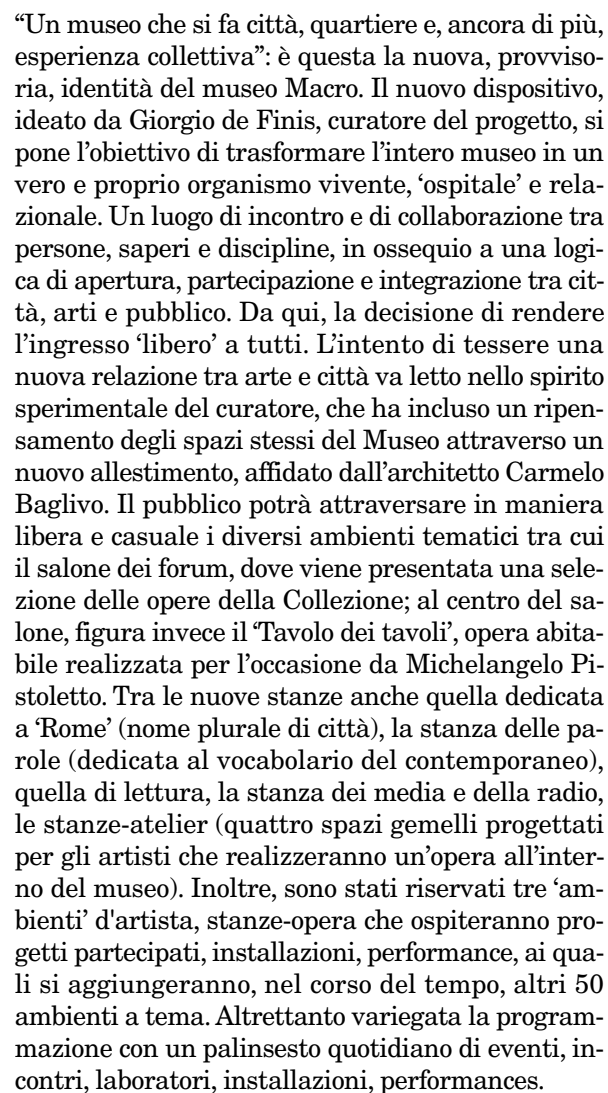 “Un museo che si fa città, quartiere e, ancora di più,
esperienza collettiva”: è questa la nuova, provviso-
ria, identità del museo Macro. Il nuovo dispositivo,
ideato da Giorgio de Finis, curatore del progetto, si
pone l’obiettivo di trasformare l’intero museo in un
vero e proprio organismo vivente, ‘ospitale’ e rela-
zionale. Un luogo di incontro e di collaborazione tra
persone, saperi e discipline, in ossequio a una logi-
ca di apertura, partecipazione e integrazione tra cit-
tà, arti e pubblico. Da qui, la decisione di rendere
l’ingresso ‘libero’ a tutti. L’intento di tessere una
nuova relazione tra arte e città va letto nello spirito
sperimentale del curatore, che ha incluso un ripen-
samento degli spazi stessi del Museo attraverso un
nuovo allestimento, affidato dall’architetto Carmelo
Baglivo. Il pubblico potrà attraversare in maniera
libera e casuale i diversi ambienti tematici tra cui
il salone dei forum, dove viene presentata una sele-
zione delle opere della Collezione; al centro del sa-
lone, figura invece il ‘Tavolo dei tavoli’, opera abita-
bile realizzata per l’occasione da Michelangelo Pi-
stoletto. Tra le nuove stanze anche quella dedicata
a ‘Rome’ (nome plurale di città), la stanza delle pa-
role (dedicata al vocabolario del contemporaneo),
quella di lettura, la stanza dei media e della radio,
le stanze-atelier (quattro spazi gemelli progettati
per gli artisti che realizzeranno un’opera all’inter-
no del museo). Inoltre, sono stati riservati tre ‘am-
bienti’ d'artista, stanze-opera che ospiteranno pro-
getti partecipati, installazioni, performance, ai qua-
li si aggiungeranno, nel corso del tempo, altri 50
ambienti a tema. Altrettanto variegata la program-
mazione con un palinsesto quotidiano di eventi, in-
contri, laboratori, installazioni, performances.